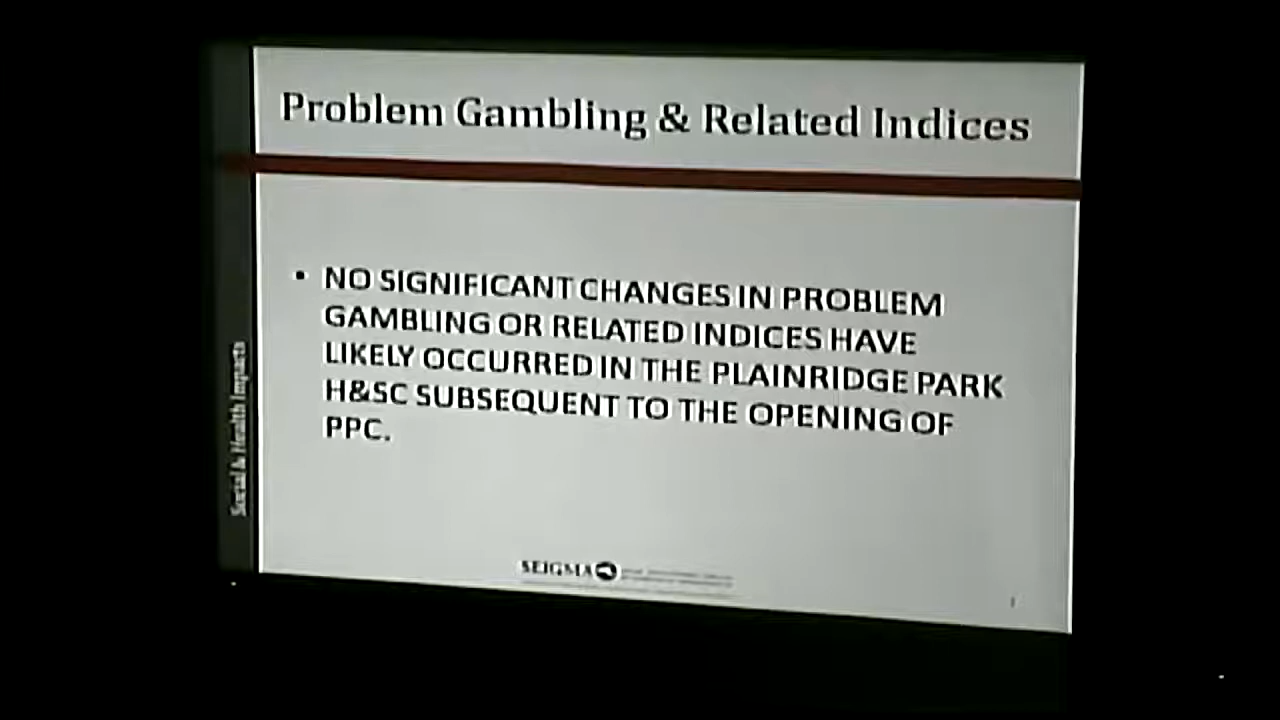 Problem Gambling & Related Indices
• NO SIGNIFICANT CHANGES IN PROBLEM
GAMBLING OR RELATED INDICES HAVE
LIKELY OCCURRED IN THE PLAINRIDGE PARK
H&SC SUBSEQUENT TO THE OPENING OF
PPC.
Social & Health Impacts
SEIGMA